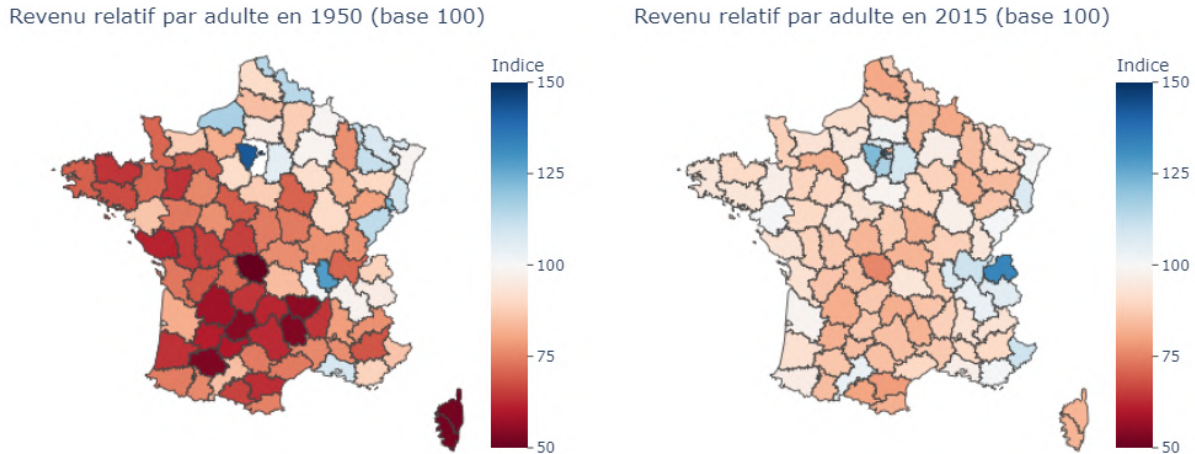 Revenu relatif par adulte en 1950 (base 100)
Indice
150
125
100
75
50
Revenu relatif par adulte en 2015 (base 100)
Indice
150
125
100
75
50